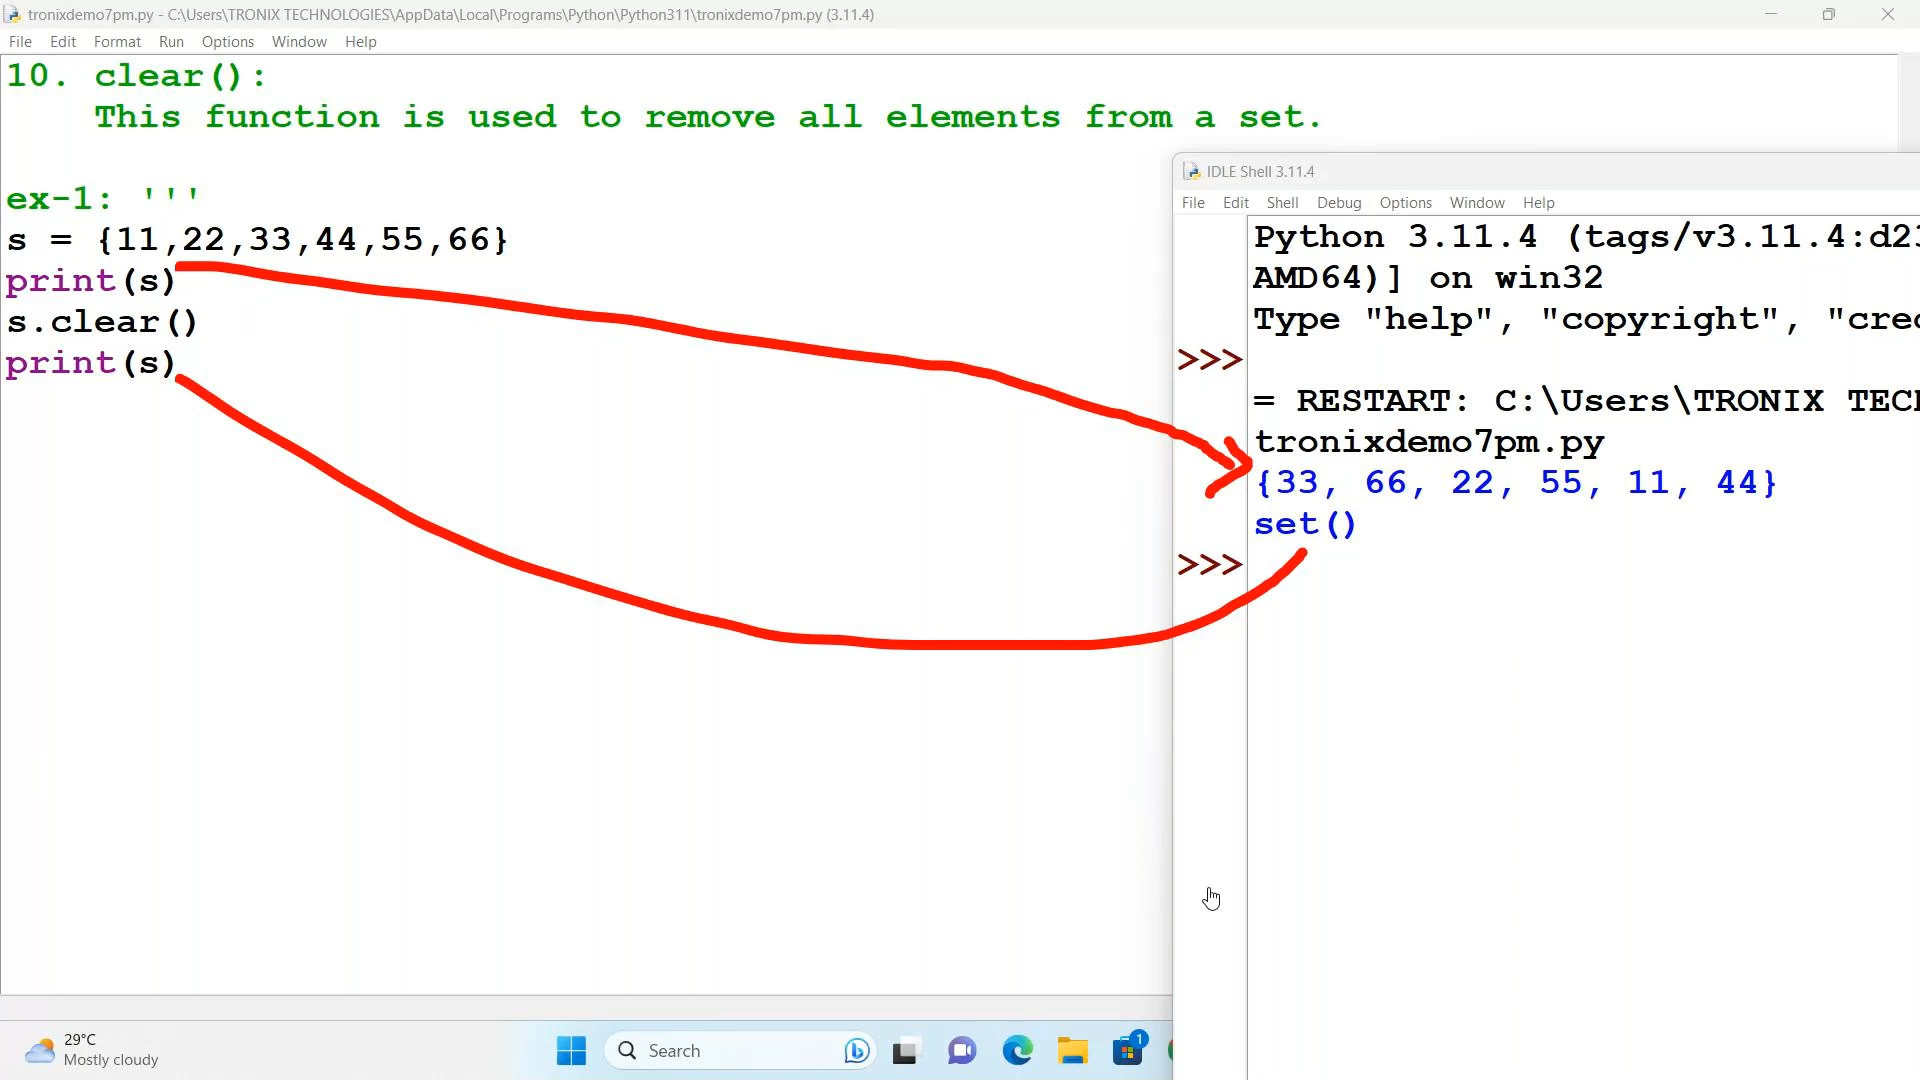 tronixdemo7pm.py - C:\Users\TRONIX TECHNOLOGIES\AppData\Local\Programs\Python\Python311\tronixdemo7pm.py (3.11.4)
File Edit Format Run Options Window Help
10. clear():
This function is used to remove all elements from a set.
ex-1: '''
s = {11,22,33,44,55,66}
print(s)
s.clear()
print(s)
IDLE Shell 3.11.4
File Edit Shell Debug Options Window Help
Python 3.11.4 (tags/v3.11.4:d23
AMD64)] on win32
Type "help", "copyright", "cre
>>>
= RESTART: C:\Users\TRONIX TECH
tronixdemo7pm.py
{33, 66, 22, 55, 11, 44}
set()
>>>
29°C
Mostly cloudy
Search
1